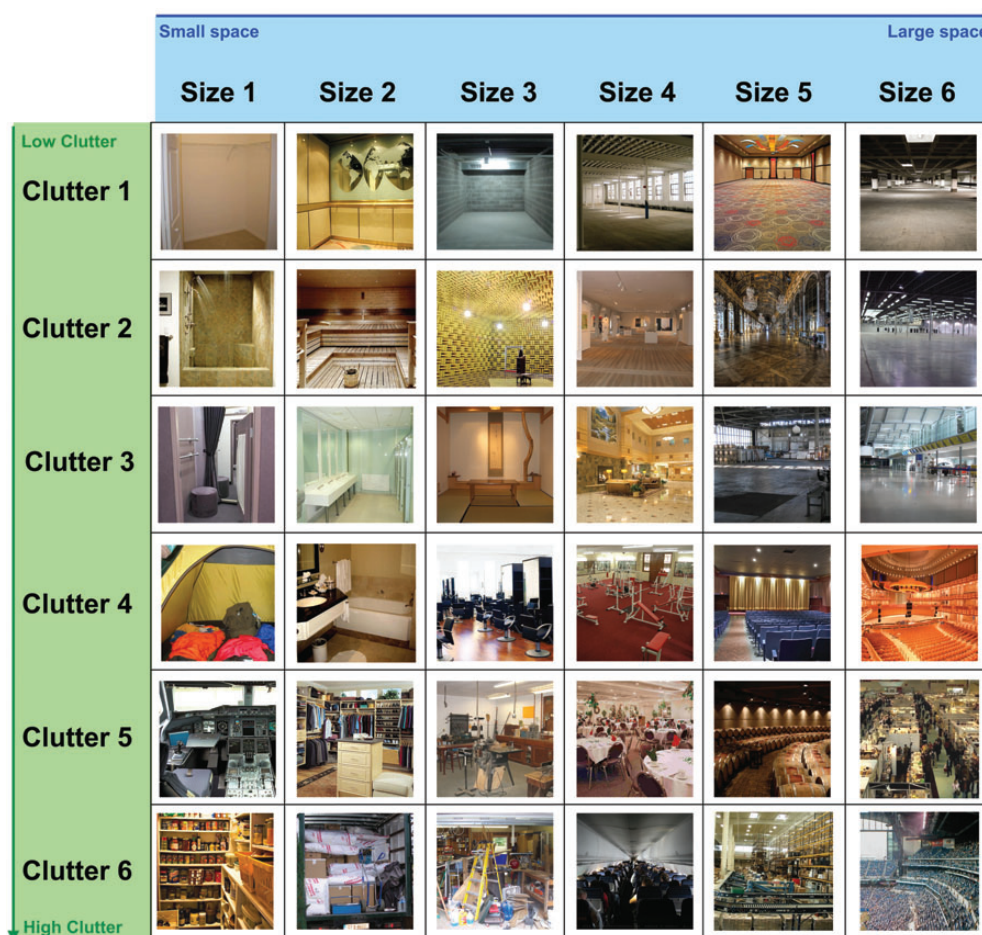 Small space Large space
Size 1 Size 2 Size 3 Size 4 Size 5 Size 6
Low Clutter
Clutter 1
Clutter 2
Clutter 3
Clutter 4
Clutter 5
Clutter 6
High Clutter